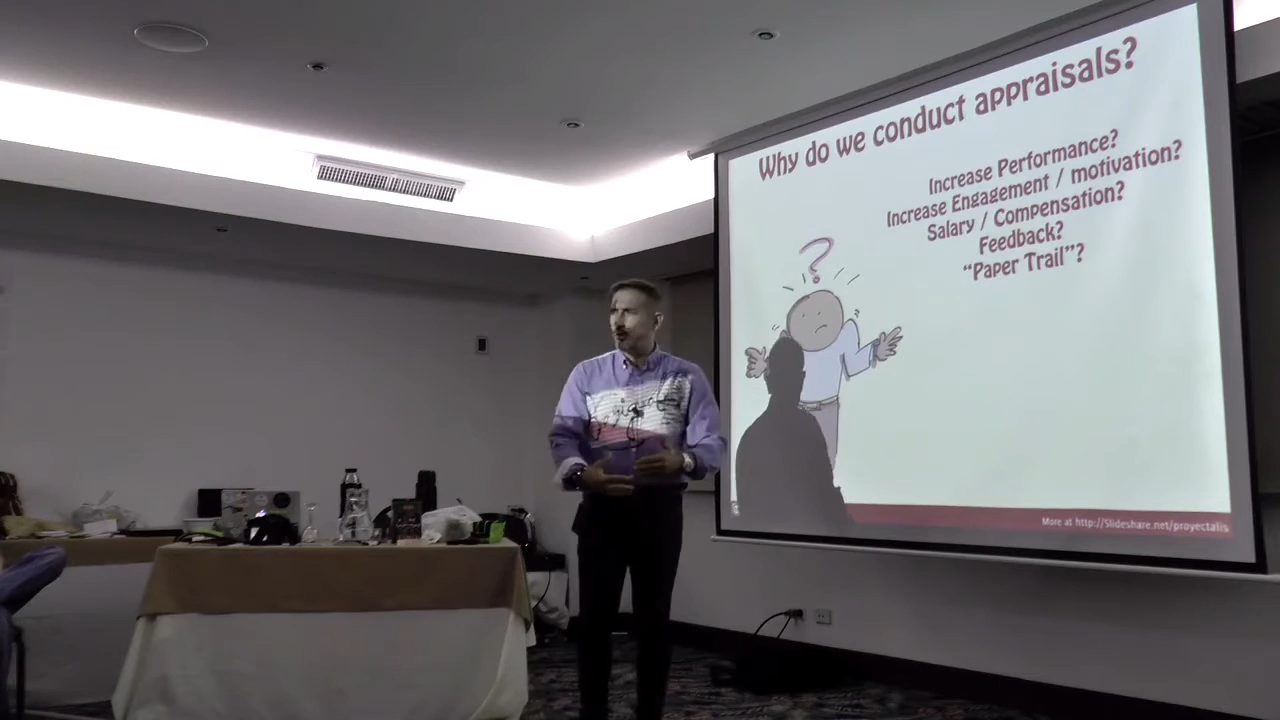 Why do we conduct appraisals?
Increase Performance?
Increase Engagement / motivation?
Salary / Compensation?
Feedback?
“Paper Trail”?
More at http://Slideshare.net/proyectalis